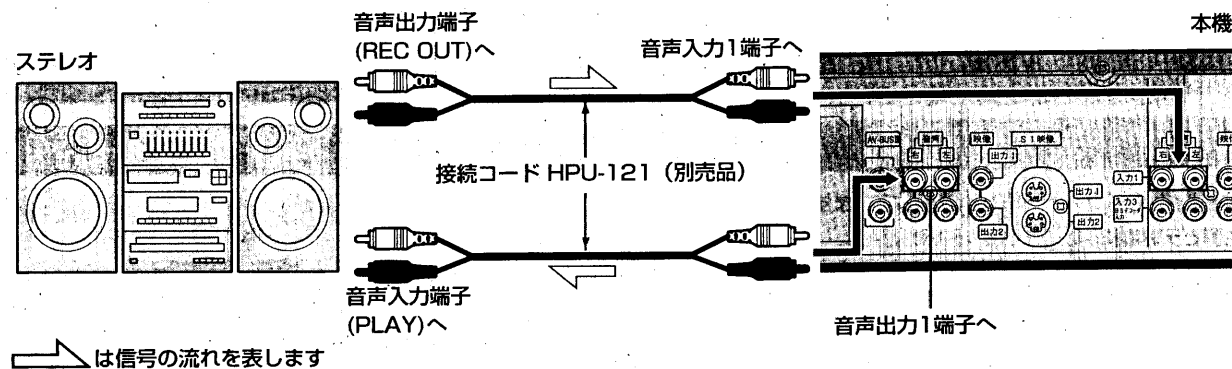 本機
音声出力端子
(REC OUT)へ
ステレオ
音声入力1端子へ
AV-BUS
右
左
映像
S1映像
出力1
右
左
入力1
出力1
入力3
出力2
出力2
接続コード HPU-121（別売品）
音声入力端子
(PLAY)へ
音声出力1端子へ
は信号の流れを表します